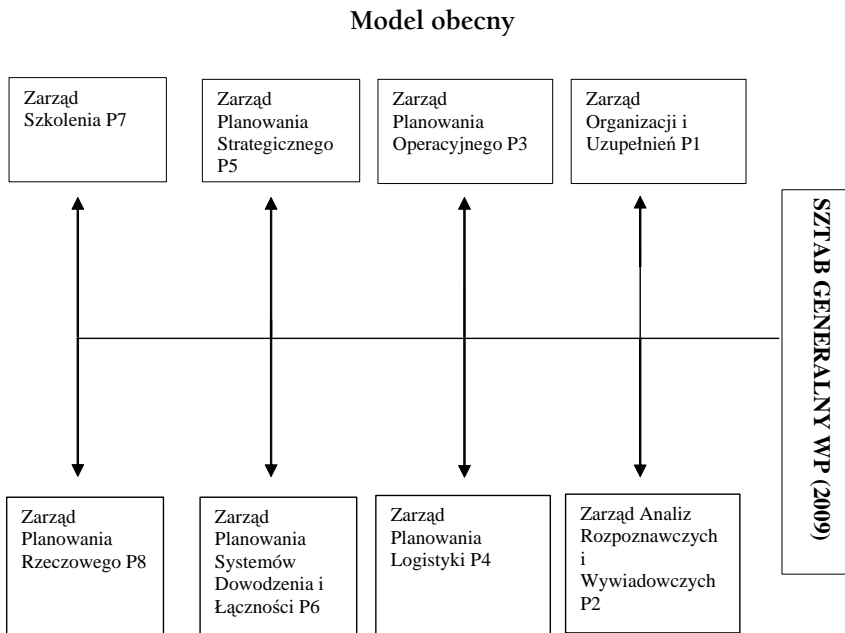 Model obecny
Zarząd
Szkolenia P7
Zarząd
Planowania
Strategicznego
P5
Zarząd
Planowania
Operacyjnego P3
Zarząd
Organizacji i
Uzupełnień P1
SZTAB GENERALNY WP (2009)
Zarząd
Planowania
Rzeczowego P8
Zarząd
Planowania
Systemów
Dowodzenia i
Łączności P6
Zarząd
Planowania
Logistyki P4
Zarząd Analiz
Rozpoznawczych
i
Wywiadowczych
P2